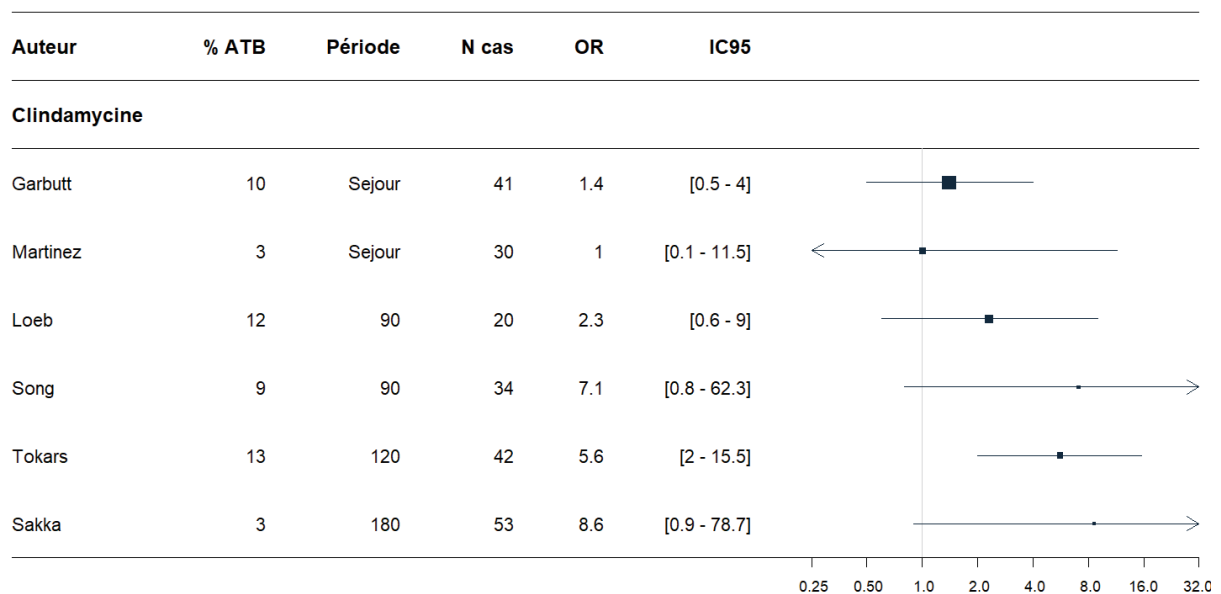 Auteur % ATB Période N cas OR IC95
Clindamycine
Garbutt 10 Sejour 41 1.4 [0.5 - 4]
Martinez 3 Sejour 30 1 [0.1 - 11.5]
Loeb 12 90 20 2.3 [0.6 - 9]
Song 9 90 34 7.1 [0.8 - 62.3]
Tokars 13 120 42 5.6 [2 - 15.5]
Sakka 3 180 53 8.6 [0.9 - 78.7]
0.25 0.50 1.0 2.0 4.0 8.0 16.0 32.0